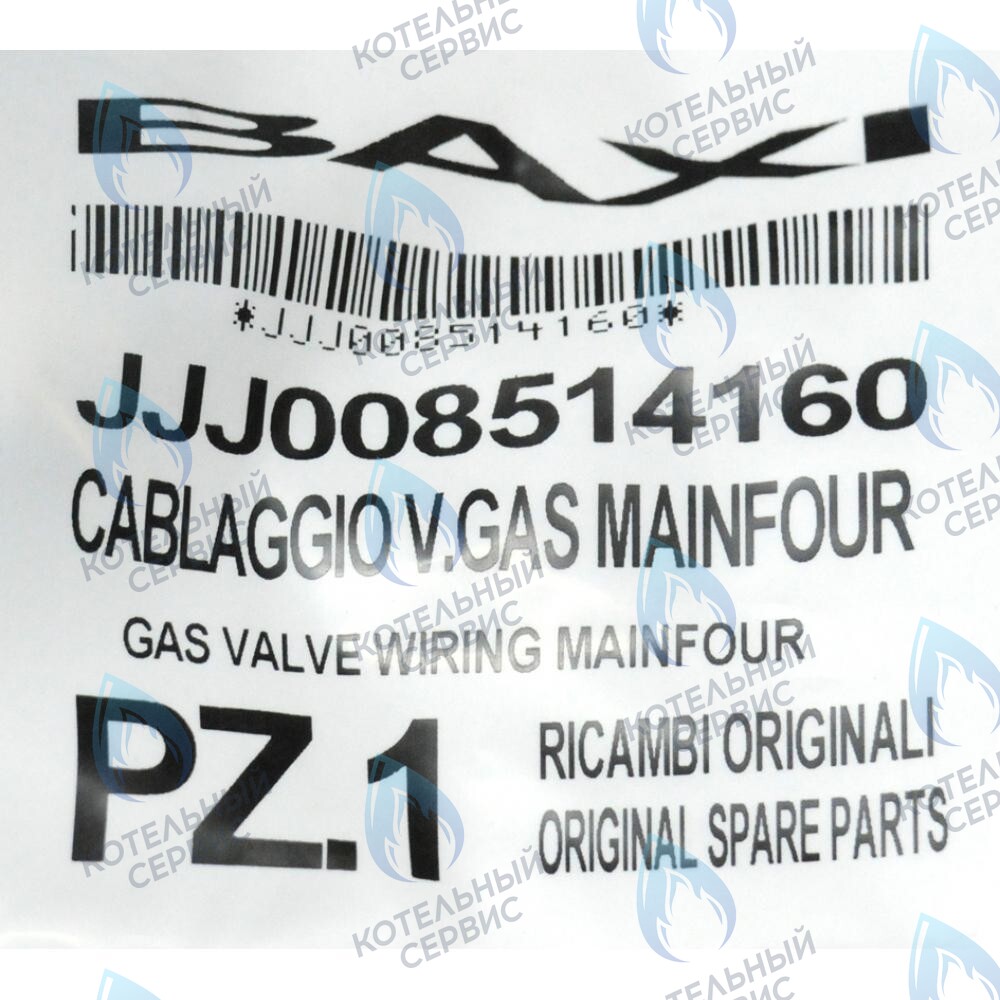 BAXI
*JJJ008514160*
JJJ008514160
CABLAGGIO V.GAS MAINFOUR
GAS VALVE WIRING MAINFOUR
PZ.1
RICAMBI ORIGINALI
ORIGINAL SPARE PARTS
КОТЕЛЬНЫЙ
СЕРВИС